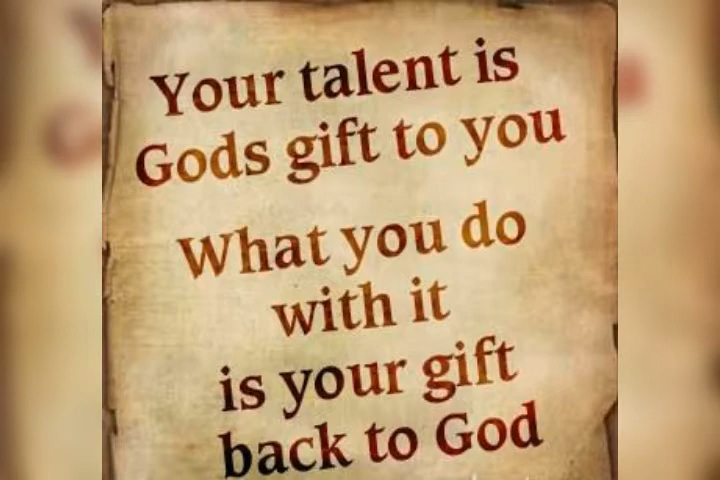 Your talent is
Gods gift to you
What you do
with it
is your gift
back to God